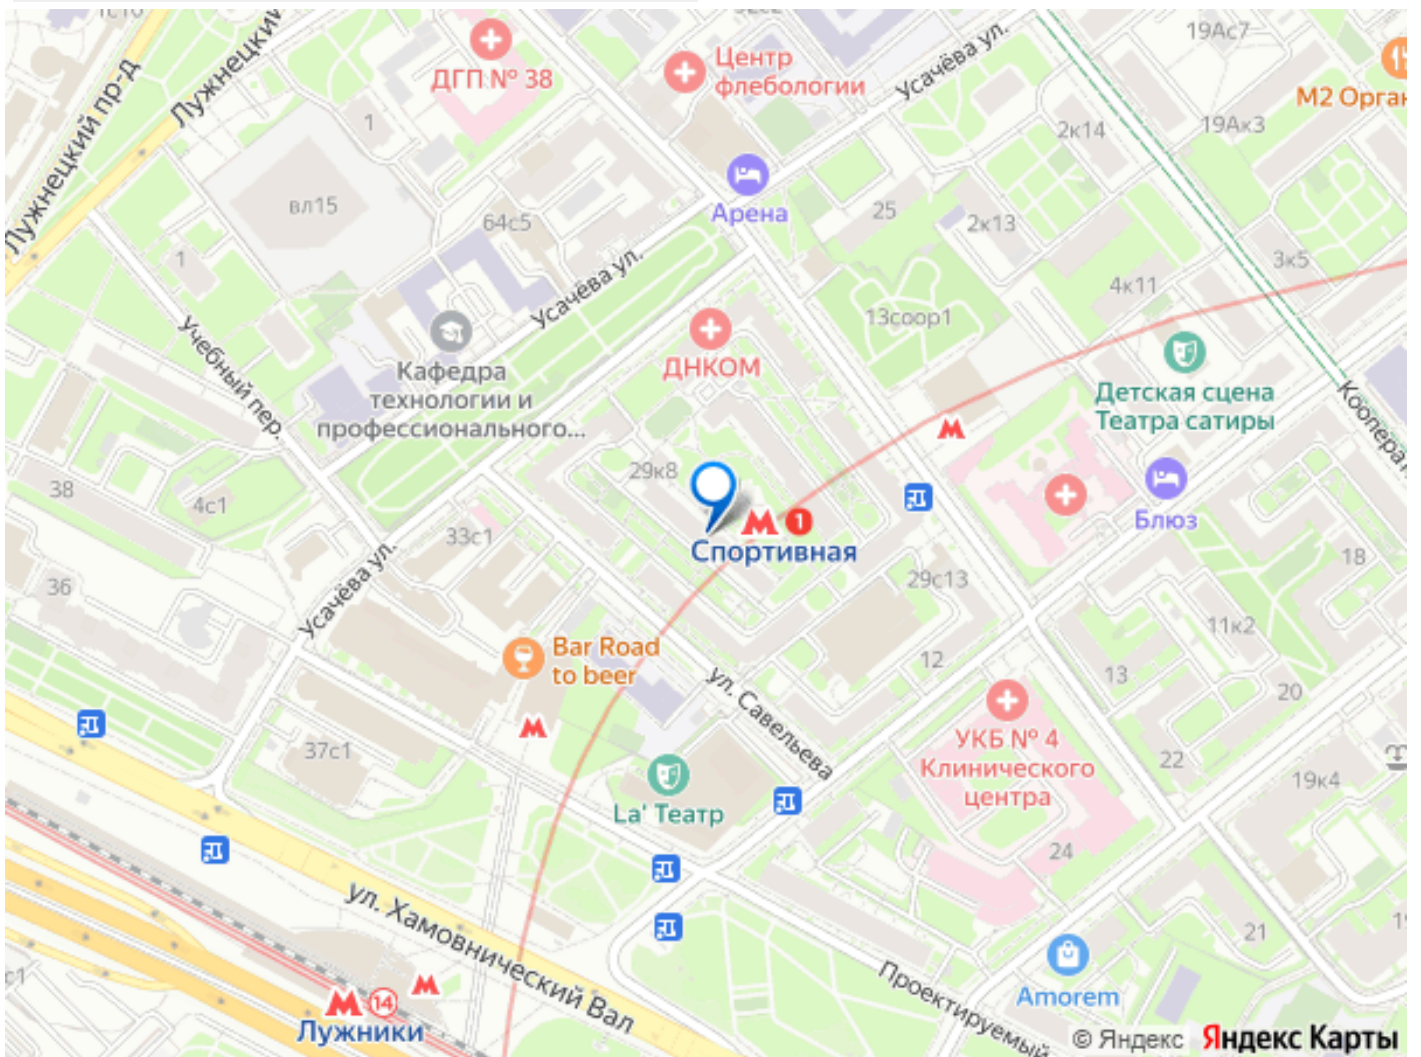 Лужнецкий
19Ас7
Центр
флебологии
ДГП № 38
Усачёва ул.
М2 Орган
Лужнецкий пр-д
1
2к14
19Ак3
вл15
Арена
25
64с5
2к13
1
3к5
4к11
Усачёва ул.
13соор1
Учебный пер.
ДНКОМ
Кафедра
технологии и
профессионального...
Детская сцена
Театра сатиры
Кооперат
29к8
38
4с1
1
Блюз
33с1
Спортивная
18
36
Усачёва ул.
29с13
11к2
Bar Road
to beer
12
13
20
ул. Савельева
37с1
УКБ № 4
Клинического
центра
22
19к4
La' Театр
24
ул. Хамовнический Вал
21
Проектируемый
Amorem
14
Лужники
© Яндекс Яндекс Карты